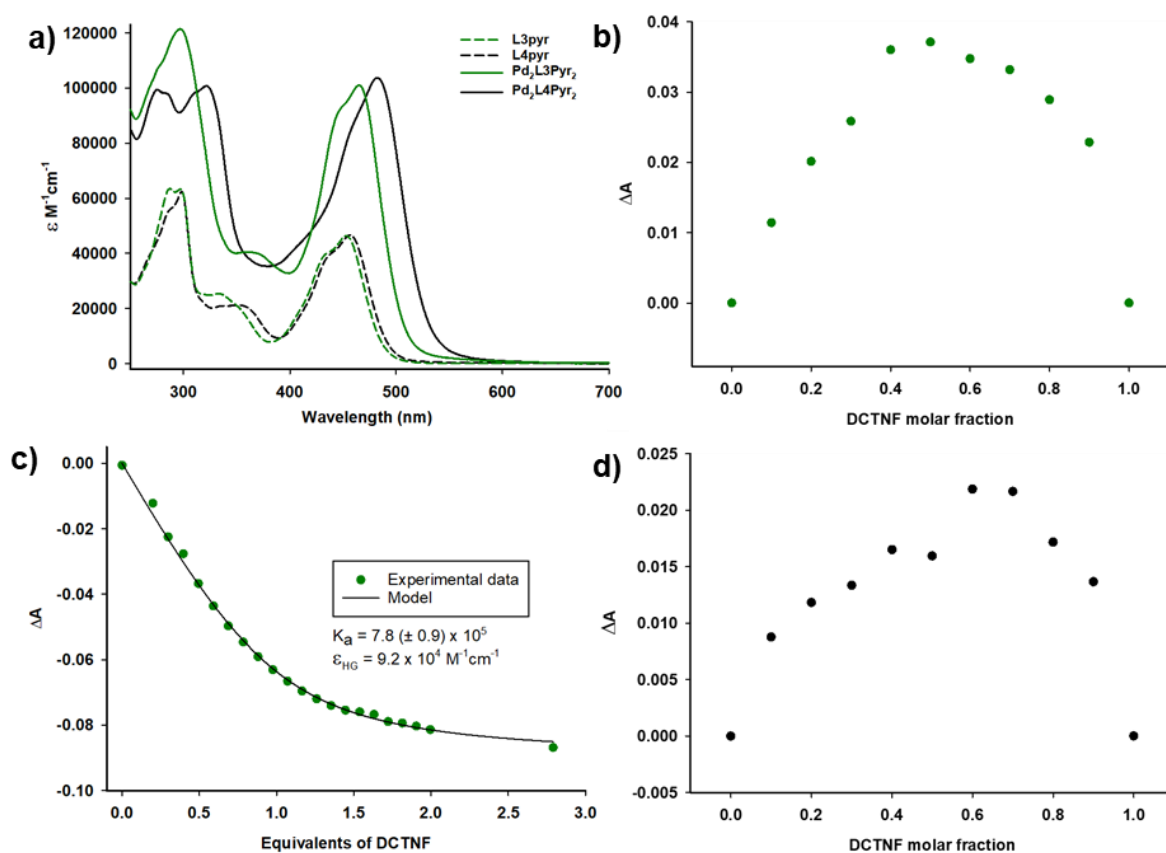 a)
L3pyr
L4pyr
Pd₂L3Pyr₂
Pd₂L4Pyr₂
120000
100000
80000
60000
40000
20000
0
ε M⁻¹cm⁻¹
300 400 500 600 700
Wavelength (nm)
b)
0.04
0.03
0.02
0.01
0.00
ΔA
0.0 0.2 0.4 0.6 0.8 1.0
DCTNF molar fraction
c)
0.00
-0.02
-0.04
-0.06
-0.08
-0.10
ΔA
Experimental data
Model
Ka = 7.8 (± 0.9) x 10⁵
εHG = 9.2 x 10⁴ M⁻¹cm⁻¹
0.0 0.5 1.0 1.5 2.0 2.5 3.0
Equivalents of DCTNF
d)
0.025
0.020
0.015
0.010
0.005
0.000
-0.005
ΔA
0.0 0.2 0.4 0.6 0.8 1.0
DCTNF molar fraction